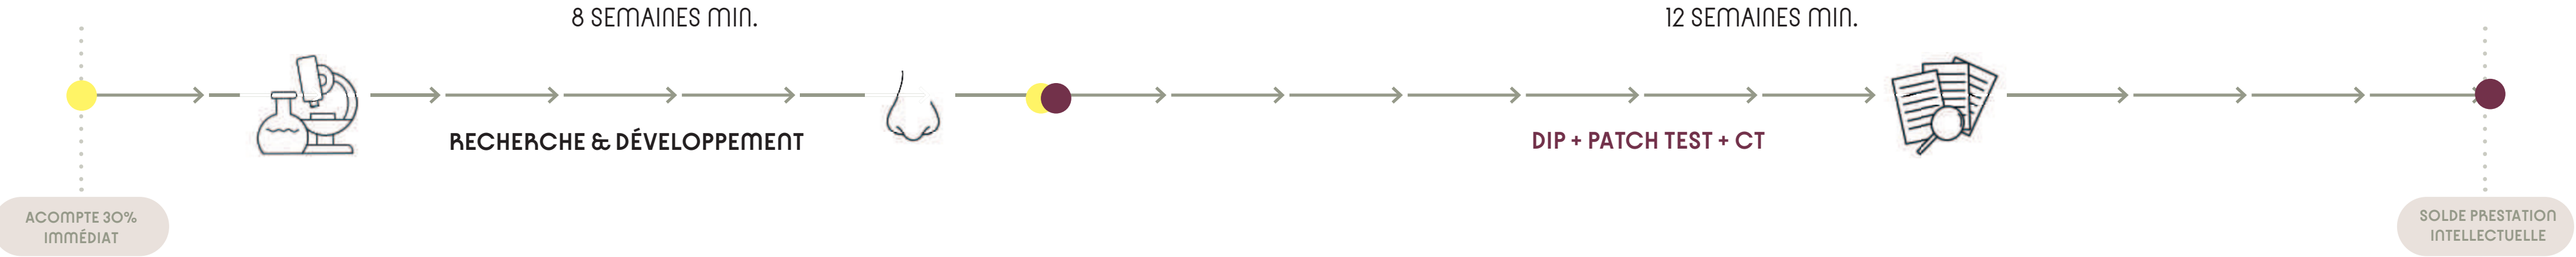 8 SEMAINES MIN.
12 SEMAINES MIN.
RECHERCHE & DÉVELOPPEMENT
DIP + PATCH TEST + CT
ACOMPTE 30%
IMMÉDIAT
SOLDE PRESTATION
INTELLECTUELLE